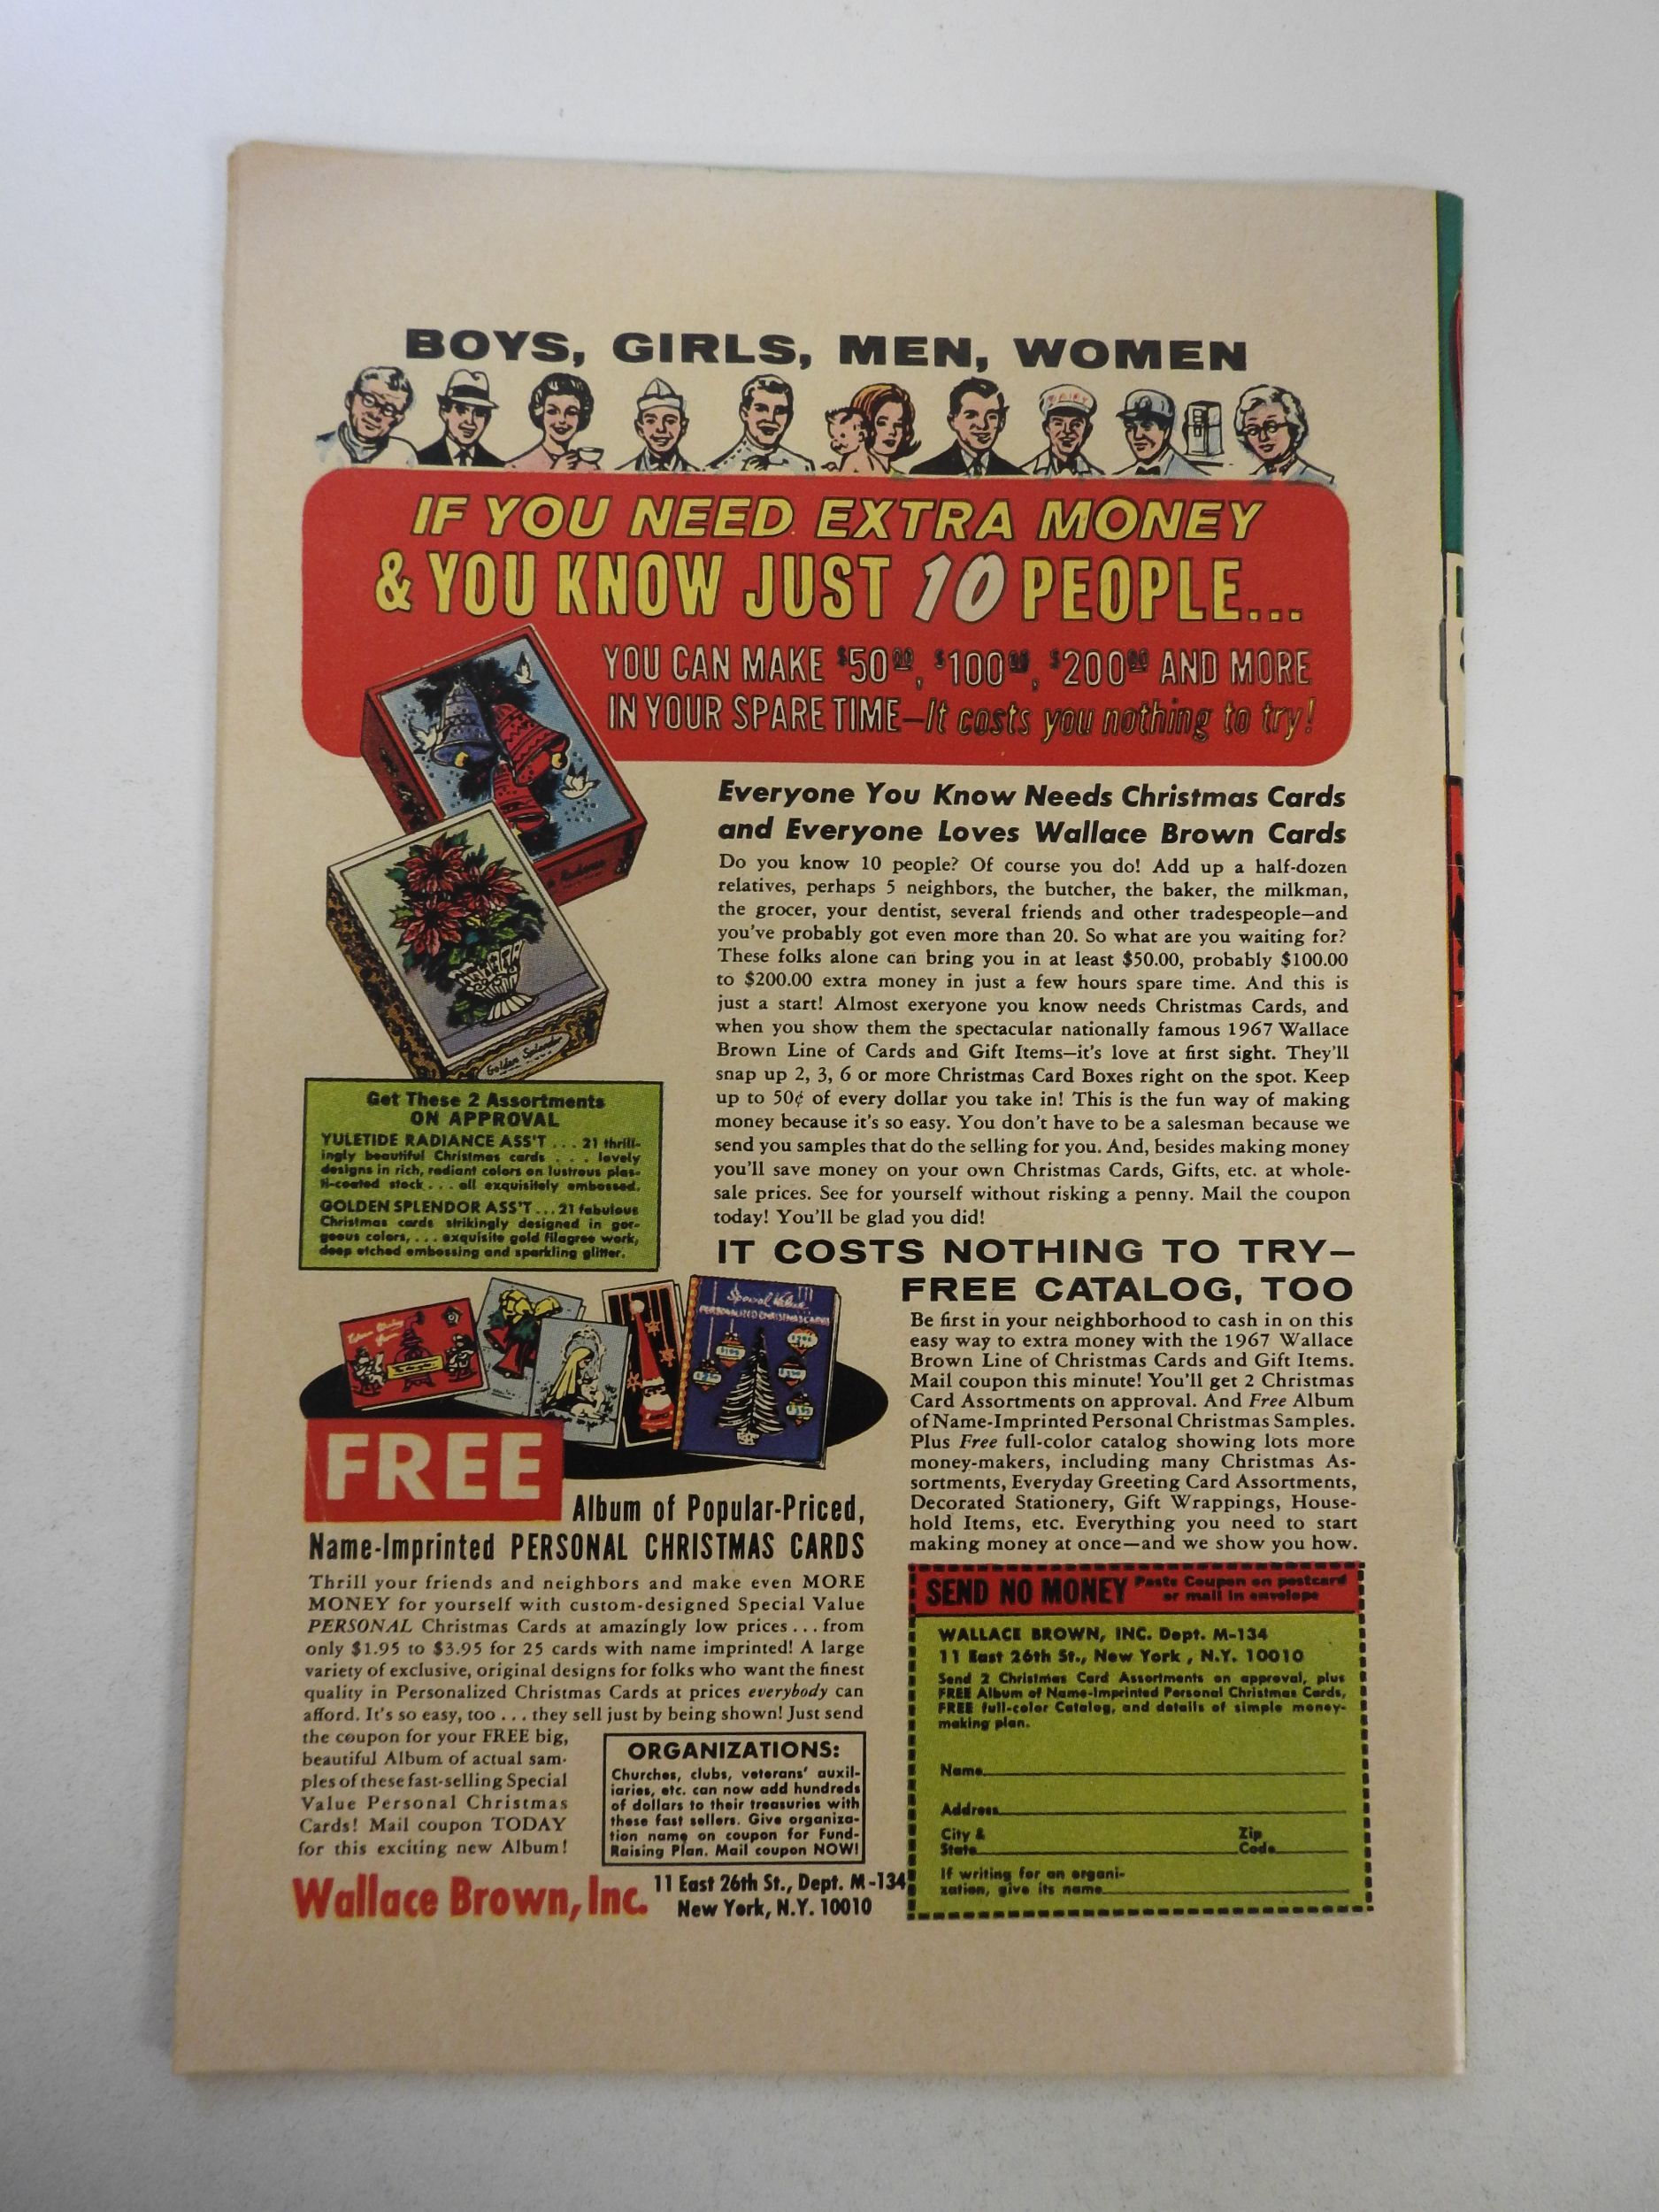 BOYS, GIRLS, MEN, WOMEN
DAIRY
IF YOU NEED EXTRA MONEY
& YOU KNOW JUST 10 PEOPLE...
YOU CAN MAKE $50.00, $100.00, $200.00 AND MORE
IN YOUR SPARE TIME—It costs you nothing to try!
Radiance
Golden Splendor
Everyone You Know Needs Christmas Cards
and Everyone Loves Wallace Brown Cards
Do you know 10 people? Of course you do! Add up a half-dozen
relatives, perhaps 5 neighbors, the butcher, the baker, the milkman,
the grocer, your dentist, several friends and other tradespeople—and
you've probably got even more than 20. So what are you waiting for?
These folks alone can bring you in at least $50.00, probably $100.00
to $200.00 extra money in just a few hours spare time. And this is
just a start! Almost exeryone you know needs Christmas Cards, and
when you show them the spectacular nationally famous 1967 Wallace
Brown Line of Cards and Gift Items—it's love at first sight. They'll
snap up 2, 3, 6 or more Christmas Card Boxes right on the spot. Keep
up to 50¢ of every dollar you take in! This is the fun way of making
money because it's so easy. You don't have to be a salesman because we
send you samples that do the selling for you. And, besides making money
you'll save money on your own Christmas Cards, Gifts, etc. at whole-
sale prices. See for yourself without risking a penny. Mail the coupon
today! You'll be glad you did!
Get These 2 Assortments
ON APPROVAL
YULETIDE RADIANCE ASS'T ... 21 thrill-
ingly beautiful Christmas cards . . . lovely
designs in rich, radiant colors on lustrous plas-
ti-coated stock . . . all exquisitely embossed.
GOLDEN SPLENDOR ASS'T ... 21 fabulous
Christmas cards strikingly designed in gor-
geous colors, . . . exquisite gold filagree work,
deep etched embossing and sparkling glitter.
IT COSTS NOTHING TO TRY—
FREE CATALOG, TOO
Be first in your neighborhood to cash in on this
easy way to extra money with the 1967 Wallace
Brown Line of Christmas Cards and Gift Items.
Mail coupon this minute! You'll get 2 Christmas
Card Assortments on approval. And Free Album
of Name-Imprinted Personal Christmas Samples.
Plus Free full-color catalog showing lots more
money-makers, including many Christmas As-
sortments, Everyday Greeting Card Assortments,
Decorated Stationery, Gift Wrappings, House-
hold Items, etc. Everything you need to start
making money at once—and we show you how.
Special Value
PERSONALIZED CHRISTMAS CARDS
FREE
Album of Popular-Priced,
Name-Imprinted PERSONAL CHRISTMAS CARDS
Thrill your friends and neighbors and make even MORE
MONEY for yourself with custom-designed Special Value
PERSONAL Christmas Cards at amazingly low prices . . . from
only $1.95 to $3.95 for 25 cards with name imprinted! A large
variety of exclusive, original designs for folks who want the finest
quality in Personalized Christmas Cards at prices everybody can
afford. It's so easy, too . . . they sell just by being shown! Just send
the coupon for your FREE big,
beautiful Album of actual sam-
ples of these fast-selling Special
Value Personal Christmas
Cards! Mail coupon TODAY
for this exciting new Album!
ORGANIZATIONS:
Churches, clubs, veterans' auxil-
iaries, etc. can now add hundreds
of dollars to their treasuries with
these fast sellers. Give organiza-
tion name on coupon for Fund-
Raising Plan. Mail coupon NOW!
Wallace Brown, Inc.
11 East 26th St., Dept. M-134
New York, N.Y. 10010
SEND NO MONEY Paste Coupon on postcard
or mail in envelope
WALLACE BROWN, INC. Dept. M-134
11 East 26th St., New York, N.Y. 10010
Send 2 Christmas Card Assortments on approval, plus
FREE Album of Name-Imprinted Personal Christmas Cards,
FREE full-color Catalog, and details of simple money-
making plan.
Name
Address
City & State Zip Code
If writing for an organi-
zation, give its name